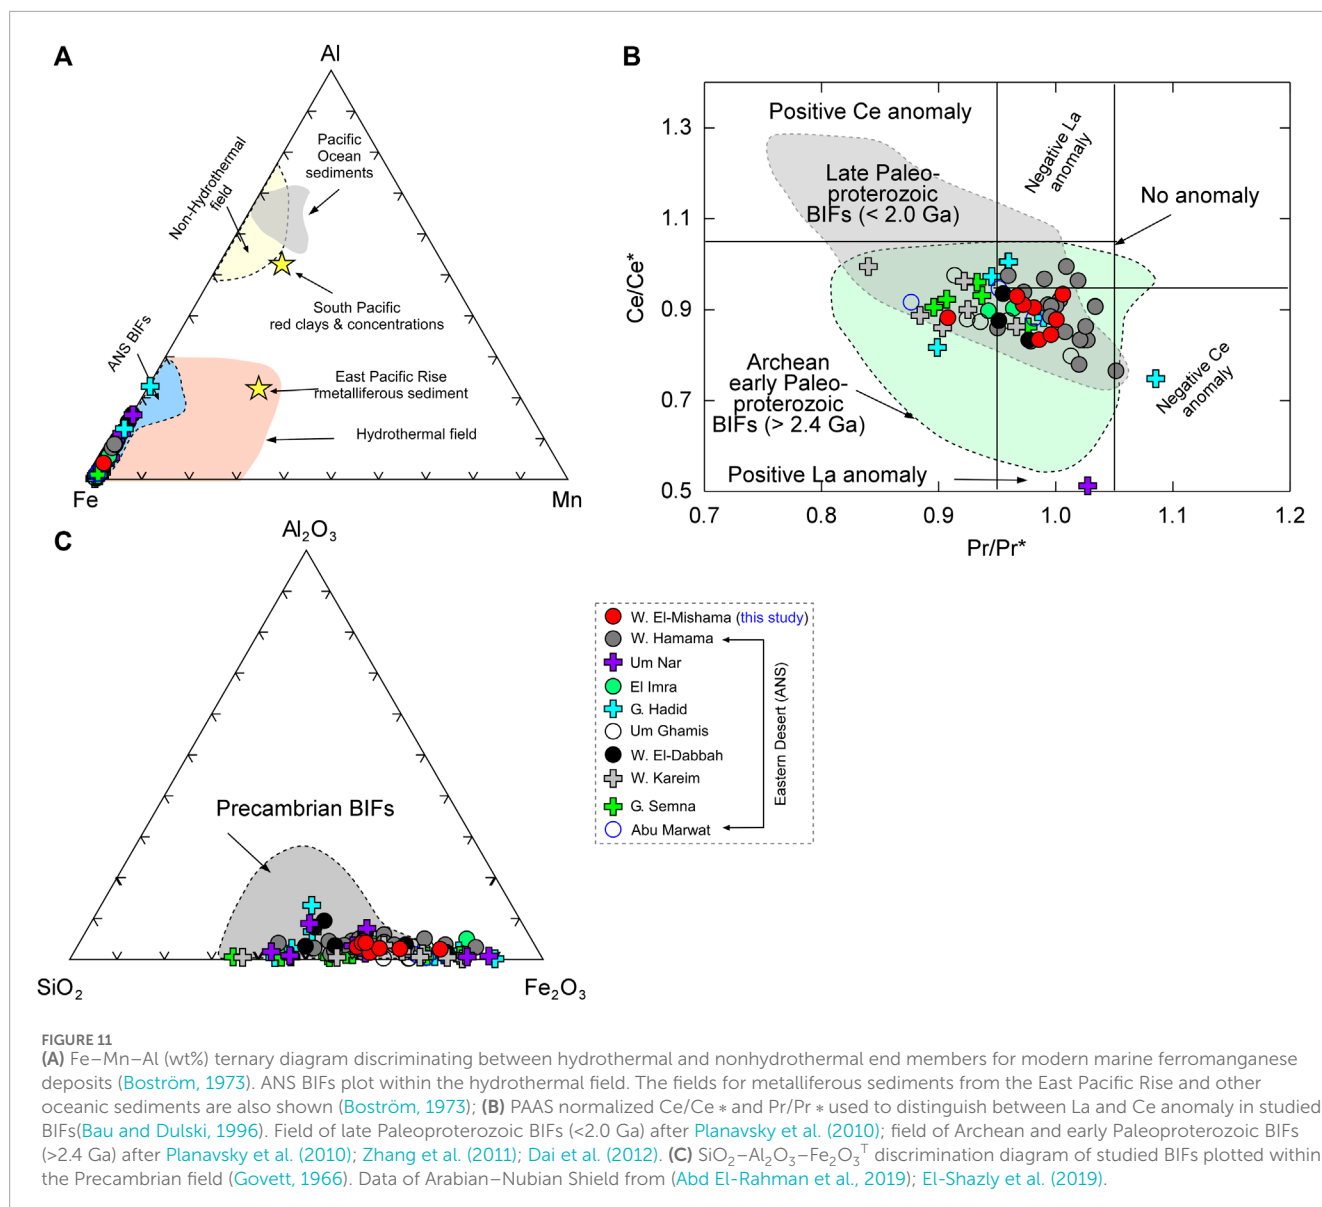 A
Al
Pacific
Ocean
sediments
Non-Hydrothermal
field
South Pacific
red clays & concentrations
ANS BIFs
East Pacific Rise
rmetalliferous sediment
Hydrothermal field
Fe
Mn
B
1.3
1.1
0.9
0.7
0.5
Ce/Ce*
Positive Ce anomaly
Negative La
anomaly
Late Paleo-
proterozoic
BIFs (< 2.0 Ga)
No anomaly
Archean
early Paleo-
proterozoic
BIFs (> 2.4 Ga)
Negative Ce
anomaly
Positive La anomaly
0.7
0.8
0.9
1.0
1.1
1.2
Pr/Pr*
C
Al₂O₃
Precambrian BIFs
SiO₂
Fe₂O₃
W. El-Mishama (this study)
W. Hamama
Um Nar
El Imra
G. Hadid
Um Ghamis
W. El-Dabbah
W. Kareim
G. Semna
Abu Marwat
Eastern Desert (ANS)
FIGURE 11
(A) Fe–Mn–Al (wt%) ternary diagram discriminating between hydrothermal and nonhydrothermal end members for modern marine ferromanganese
deposits (Boström, 1973). ANS BIFs plot within the hydrothermal field. The fields for metalliferous sediments from the East Pacific Rise and other
oceanic sediments are also shown (Boström, 1973); (B) PAAS normalized Ce/Ce∗ and Pr/Pr∗ used to distinguish between La and Ce anomaly in studied
BIFs(Bau and Dulski, 1996). Field of late Paleoproterozoic BIFs (<2.0 Ga) after Planavsky et al. (2010); field of Archean and early Paleoproterozoic BIFs
(>2.4 Ga) after Planavsky et al. (2010); Zhang et al. (2011); Dai et al. (2012). (C) SiO₂–Al₂O₃–Fe₂O₃ᵀ discrimination diagram of studied BIFs plotted within
the Precambrian field (Govett, 1966). Data of Arabian–Nubian Shield from (Abd El-Rahman et al., 2019); El-Shazly et al. (2019).